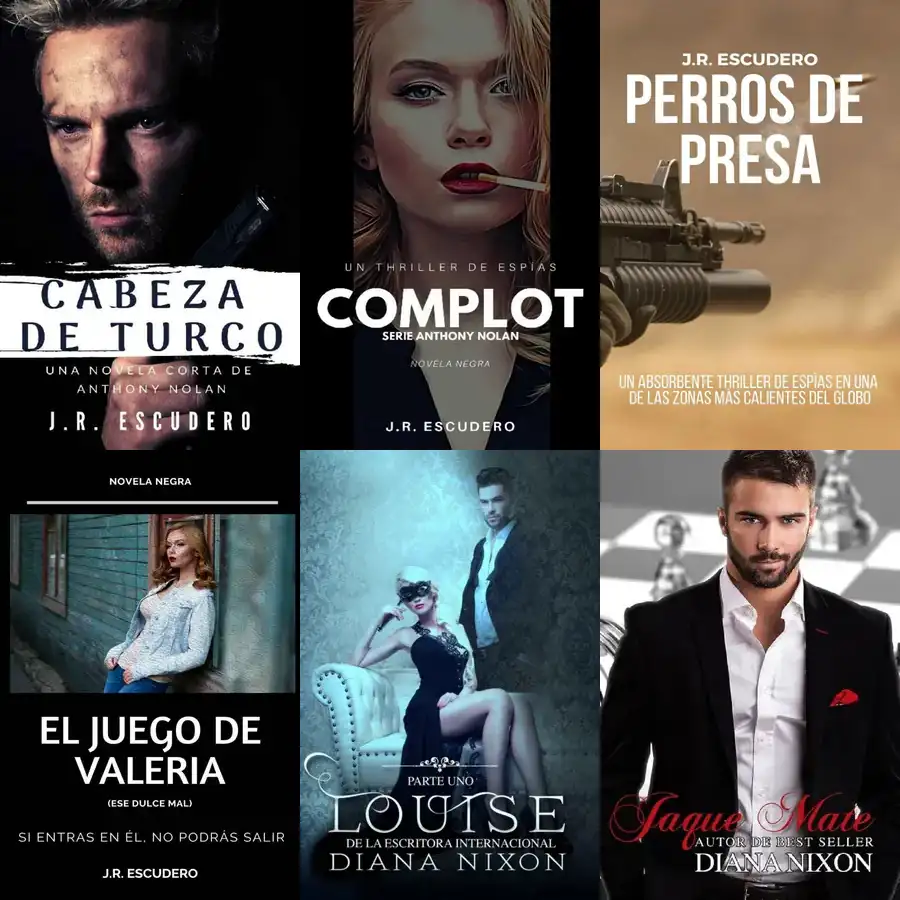 CABEZA
DE TURCO
UNA NOVELA CORTA DE
ANTHONY NOLAN
J.R. ESCUDERO
UN THRILLER DE ESPÍAS
COMPLOT
SERIE ANTHONY NOLAN
NOVELA NEGRA
J.R. ESCUDERO
J.R. ESCUDERO
PERROS DE
PRESA
UN ABSORBENTE THRILLER DE ESPÍAS EN UNA
DE LAS ZONAS MÁS CALIENTES DEL GLOBO
NOVELA NEGRA
EL JUEGO DE
VALERIA
(ESE DULCE MAL)
SI ENTRAS EN ÉL, NO PODRÁS SALIR
J.R. ESCUDERO
PARTE UNO
LOUISE
DE LA ESCRITORA INTERNACIONAL
DIANA NIXON
Jaque Mate
AUTOR DE BEST SELLER
DIANA NIXON